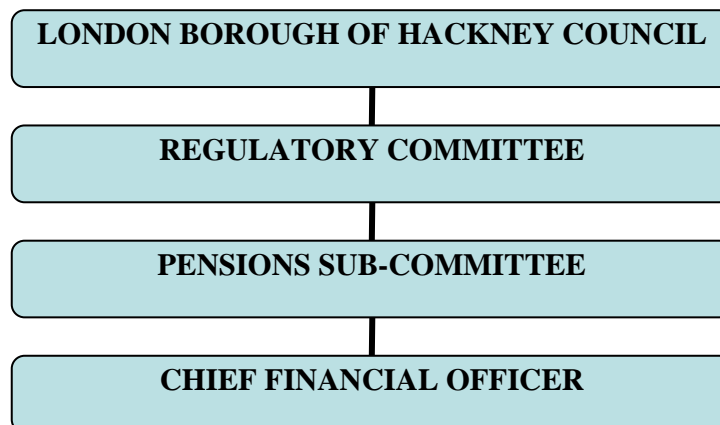 LONDON BOROUGH OF HACKNEY COUNCIL
REGULATORY COMMITTEE
PENSIONS SUB-COMMITTEE
CHIEF FINANCIAL OFFICER